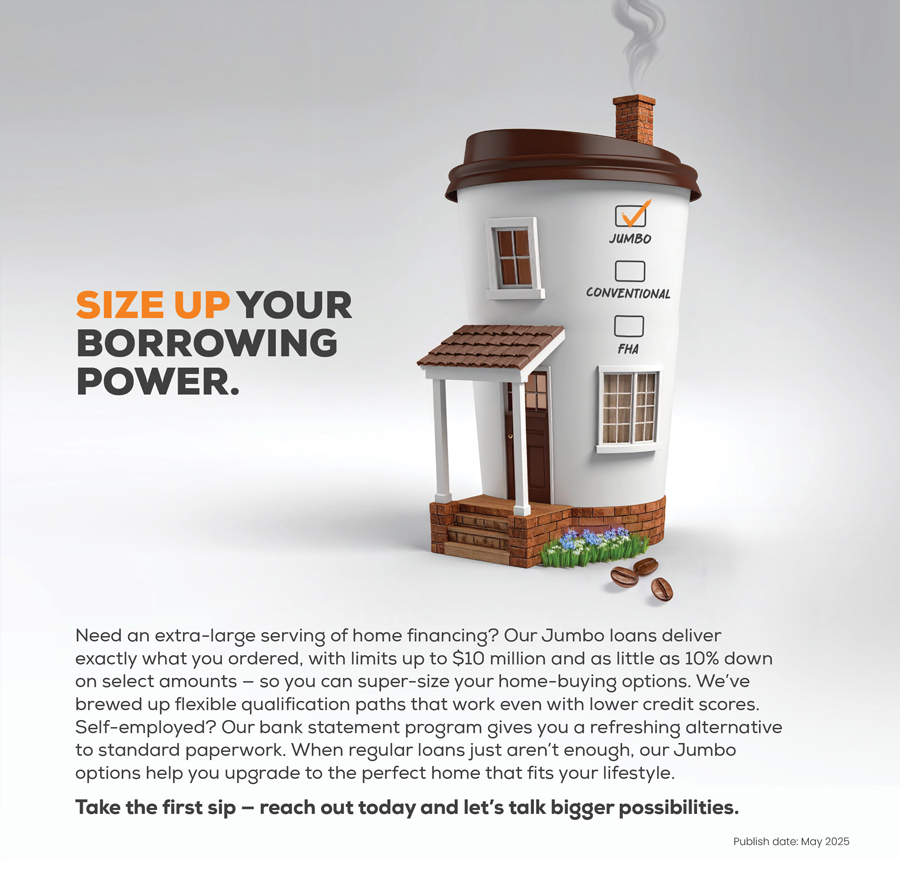 JUMBO
CONVENTIONAL
FHA
SIZE UP YOUR
BORROWING
POWER.
Need an extra-large serving of home financing? Our Jumbo loans deliver
exactly what you ordered, with limits up to $10 million and as little as 10% down
on select amounts – so you can super-size your home-buying options. We’ve
brewed up flexible qualification paths that work even with lower credit scores.
Self-employed? Our bank statement program gives you a refreshing alternative
to standard paperwork. When regular loans just aren’t enough, our Jumbo
options help you upgrade to the perfect home that fits your lifestyle.
Take the first sip – reach out today and let’s talk bigger possibilities.
Publish date: May 2025